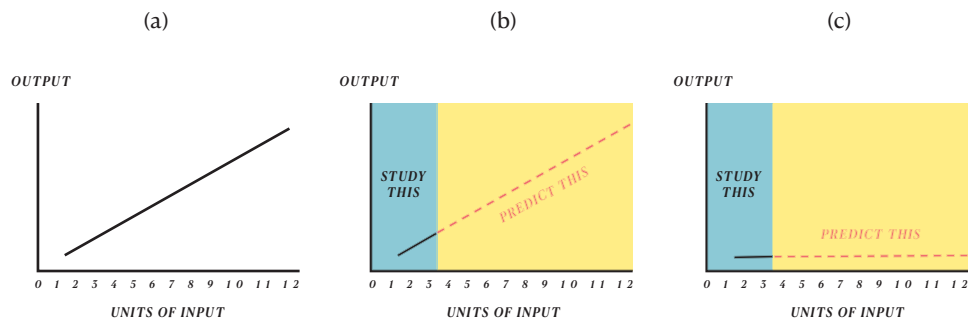 (a)
OUTPUT
0 1 2 3 4 5 6 7 8 9 10 11 12
UNITS OF INPUT
(b)
OUTPUT
STUDY
THIS
PREDICT THIS
0 1 2 3 4 5 6 7 8 9 10 11 12
UNITS OF INPUT
(c)
OUTPUT
STUDY
THIS
PREDICT THIS
0 1 2 3 4 5 6 7 8 9 10 11 12
UNITS OF INPUT